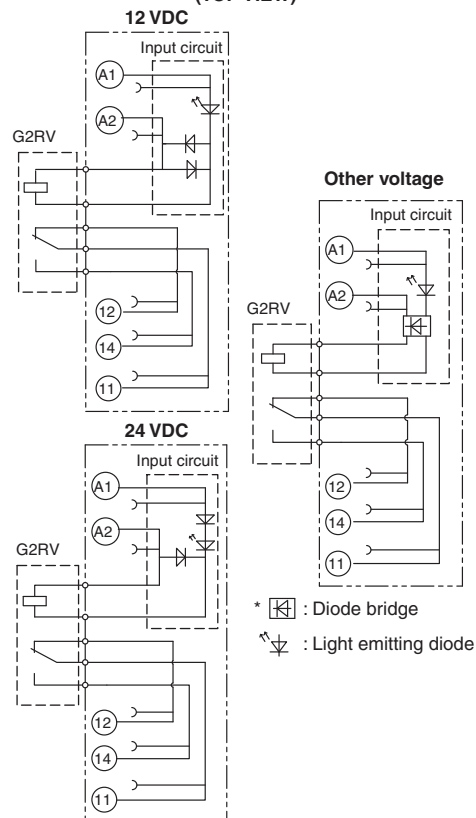 12 VDC
Input circuit
A1
A2
G2RV
12
14
11
Other voltage
Input circuit
A1
A2
G2RV
12
14
11
24 VDC
Input circuit
A1
A2
G2RV
12
14
11
* : Diode bridge
: Light emitting diode